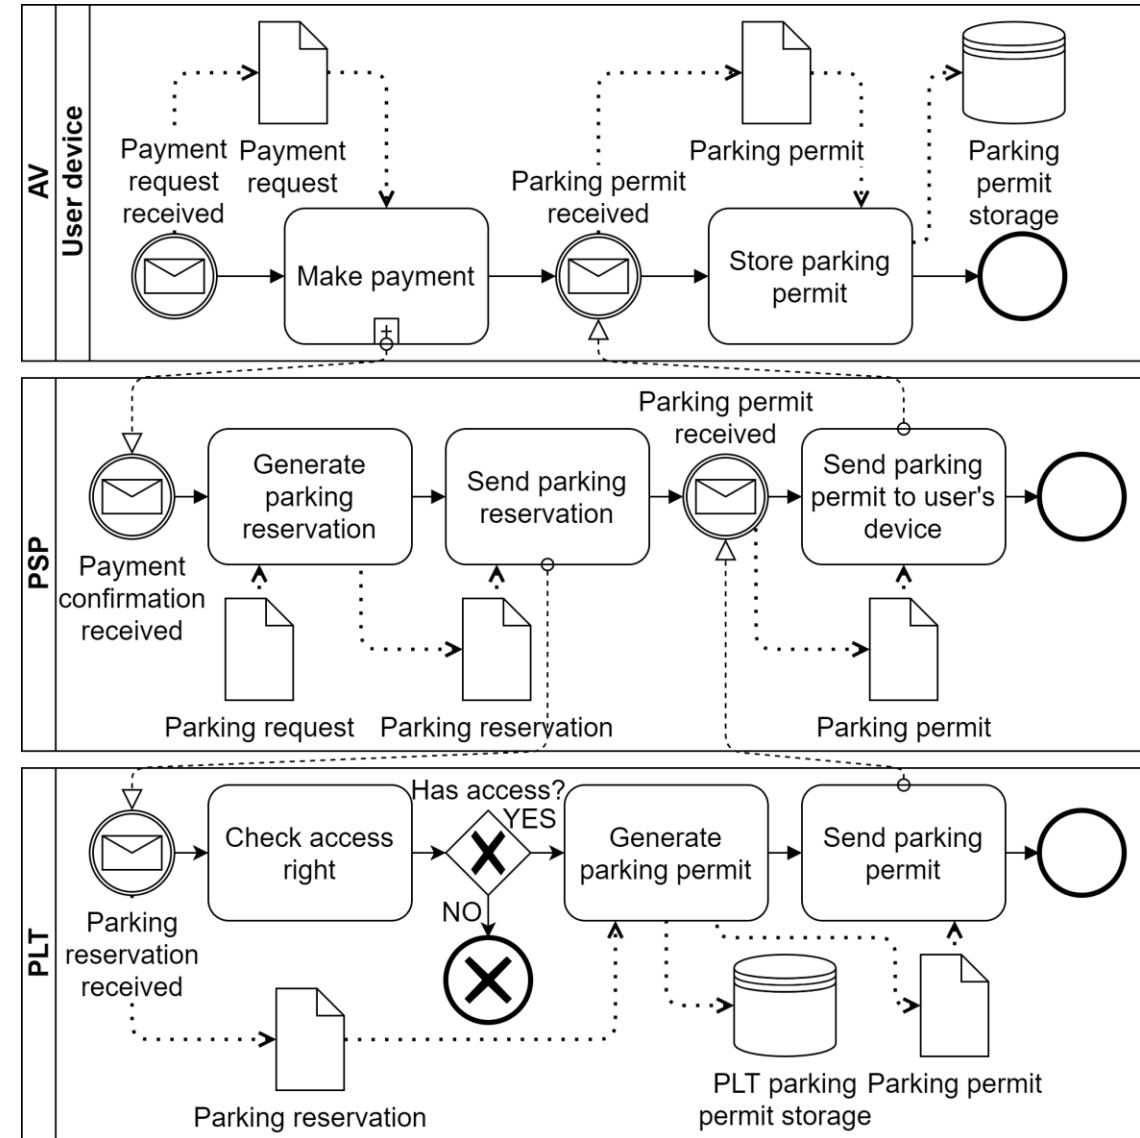 AV
User device
Payment
request
received
Payment
request
Make payment
Parking permit
received
Parking permit
Store parking
permit
Parking
permit
storage
PSP
Payment
confirmation
received
Generate
parking
reservation
Parking request
Send parking
reservation
Parking reservation
Parking permit
received
Send parking
permit to user's
device
Parking permit
PLT
Parking
reservation
received
Parking reservation
Check access
right
Has access?
YES
NO
Generate
parking permit
PLT parking
permit storage
Send parking
permit
Parking permit